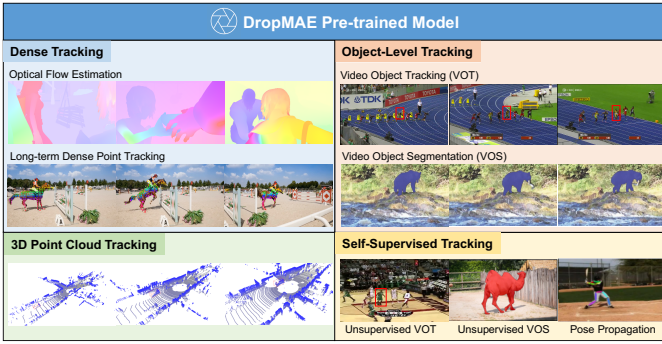 DropMAE Pre-trained Model
Dense Tracking
Optical Flow Estimation
Long-term Dense Point Tracking
Object-Level Tracking
Video Object Tracking (VOT)
TDK
TOYOTA
Video Object Segmentation (VOS)
3D Point Cloud Tracking
Self-Supervised Tracking
Unsupervised VOT
Unsupervised VOS
Pose Propagation